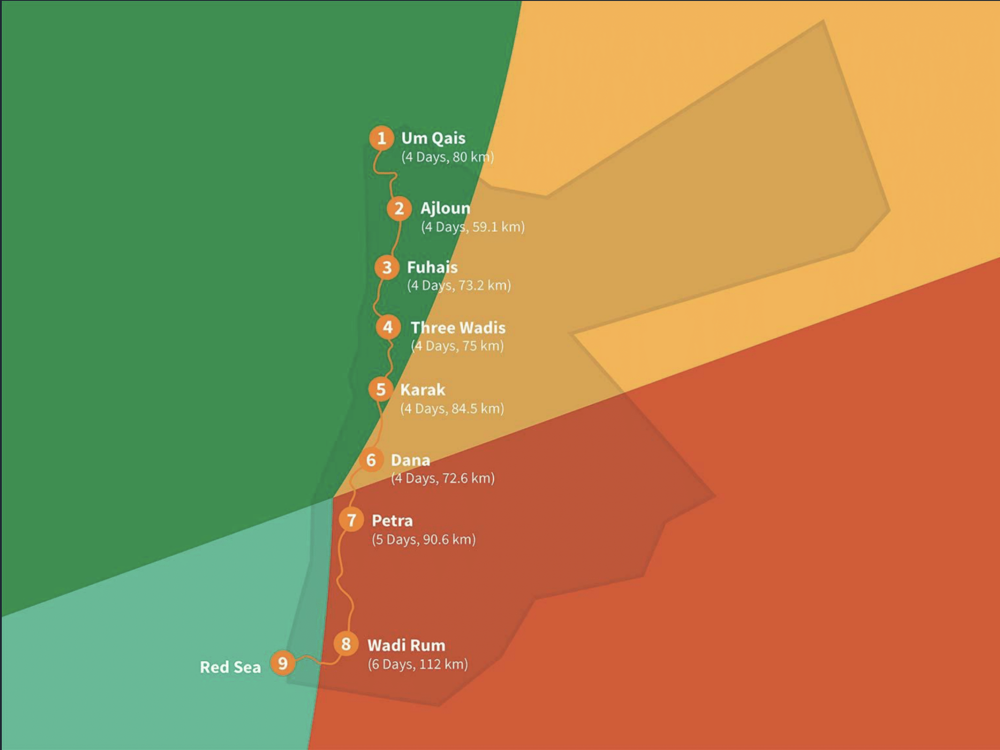 1
Um Qais
(4 Days, 80 km)
2
Ajloun
(4 Days, 59.1 km)
3
Fuhais
(4 Days, 73.2 km)
4
Three Wadis
(4 Days, 75 km)
5
Karak
(4 Days, 84.5 km)
6
Dana
(4 Days, 72.6 km)
7
Petra
(5 Days, 90.6 km)
8
Wadi Rum
(6 Days, 112 km)
Red Sea
9